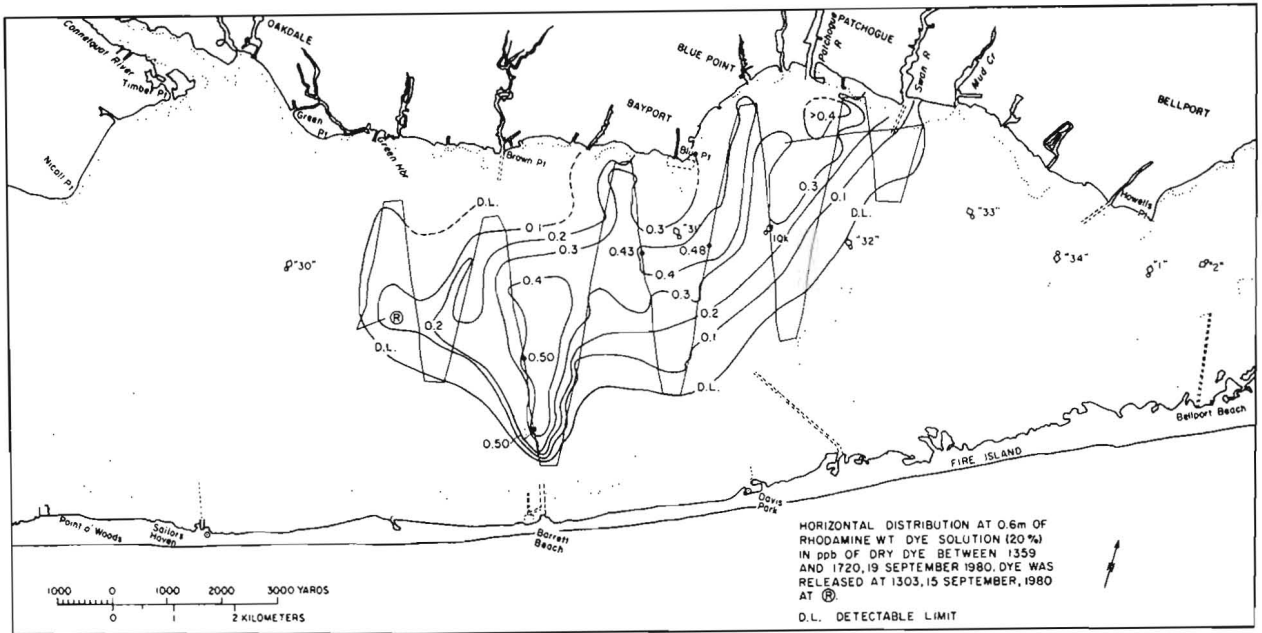 Connetquot River
Timber Pt
Nicoll Pt
OAKDALE
Green Pt
Green Hbr
Brown Pt
BAYPORT
BLUE POINT
Blue Pt
Patchogue R
PATCHOGUE
Swan R
Mud Cr
BELLPORT
Howells Pt
>0.4
0.3
0.1
D.L.
D.L.
0.1
0.2
0.3
0.3
"31"
0.43
0.48
0.4
10k
"32"
"33"
"34"
"1"
"2"
"30"
0.4
0.3
0.2
0.1
R
0.2
D.L.
0.50
D.L.
0.50
Bellport Beach
FIRE ISLAND
Davis Park
Point o' Woods
Sailors Haven
Barrett Beach
HORIZONTAL DISTRIBUTION AT 0.6m OF
RHODAMINE WT DYE SOLUTION (20%)
IN ppb OF DRY DYE BETWEEN 1359
AND 1720, 19 SEPTEMBER 1980. DYE WAS
RELEASED AT 1303, 15 SEPTEMBER, 1980
AT Ⓡ.
D.L. DETECTABLE LIMIT
N
1000 0 1000 2000 3000 YARDS
0 1 2 KILOMETERS